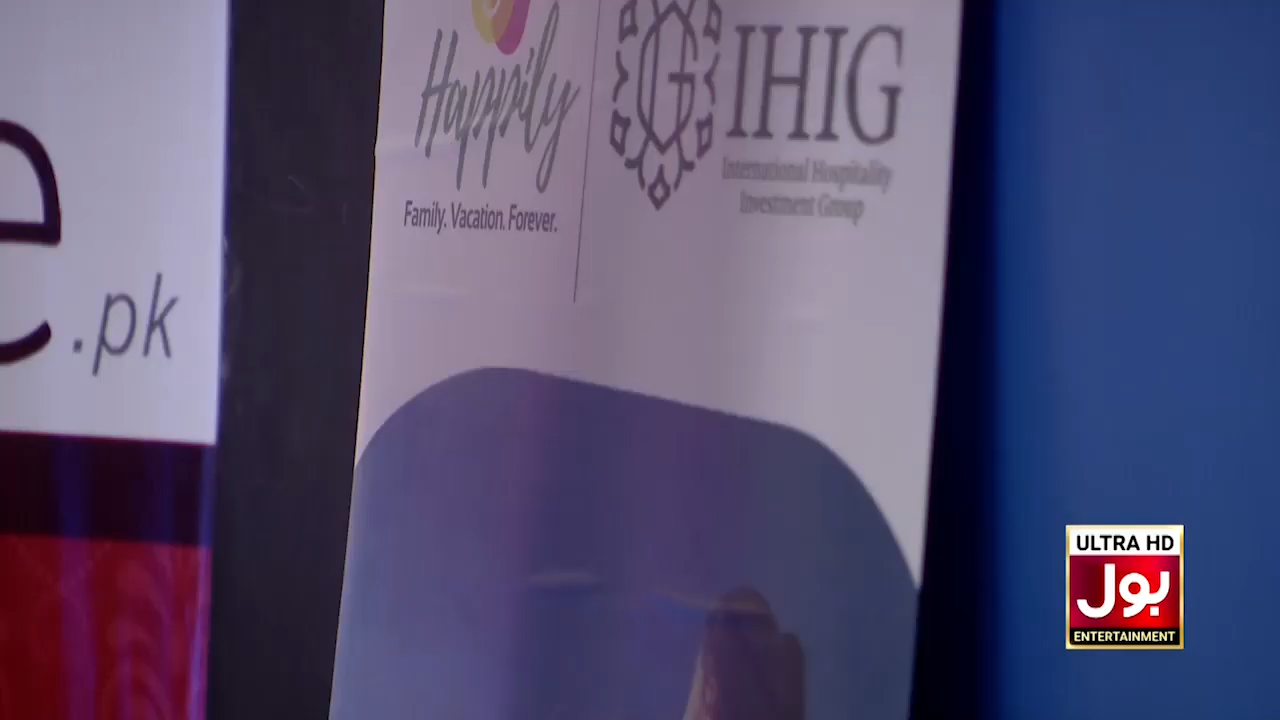 Happily
Family. Vacation. Forever.
IHIG
International Hospitality
Investment Group
e
.pk
ULTRA HD
بول
ENTERTAINMENT